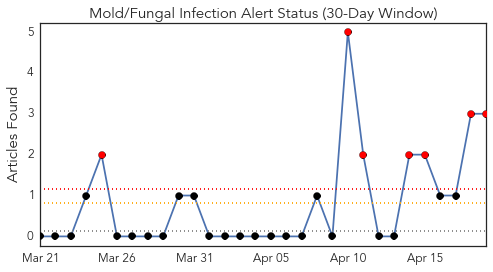 Mold/Fungal Infection Alert Status (30-Day Window)
Articles Found
5
4
3
2
1
0
Mar 21 Mar 26 Mar 31 Apr 05 Apr 10 Apr 15